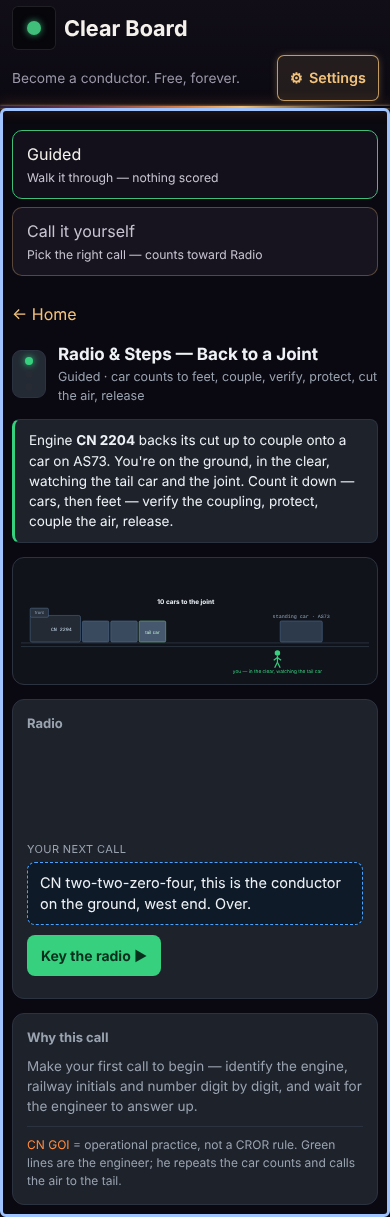 Clear Board
Become a conductor. Free, forever.
⚙ Settings
Guided
Walk it through — nothing scored
Call it yourself
Pick the right call — counts toward Radio
← Home
Radio & Steps — Back to a Joint
Guided · car counts to feet, couple, verify, protect, cut
the air, release
Engine CN 2204 backs its cut up to couple onto a
car on AS73. You're on the ground, in the clear,
watching the tail car and the joint. Count it down —
cars, then feet — verify the coupling, protect,
couple the air, release.
10 cars to the joint
standing car · AS73
CN 2204
tail car
you — in the clear, watching the tail car
Radio
YOUR NEXT CALL
CN two-two-zero-four, this is the conductor
on the ground, west end. Over.
Key the radio ▶
Why this call
Make your first call to begin — identify the engine,
railway initials and number digit by digit, and wait for
the engineer to answer up.
CN GOI = operational practice, not a CROR rule. Green
lines are the engineer; he repeats the car counts and calls
the air to the tail.